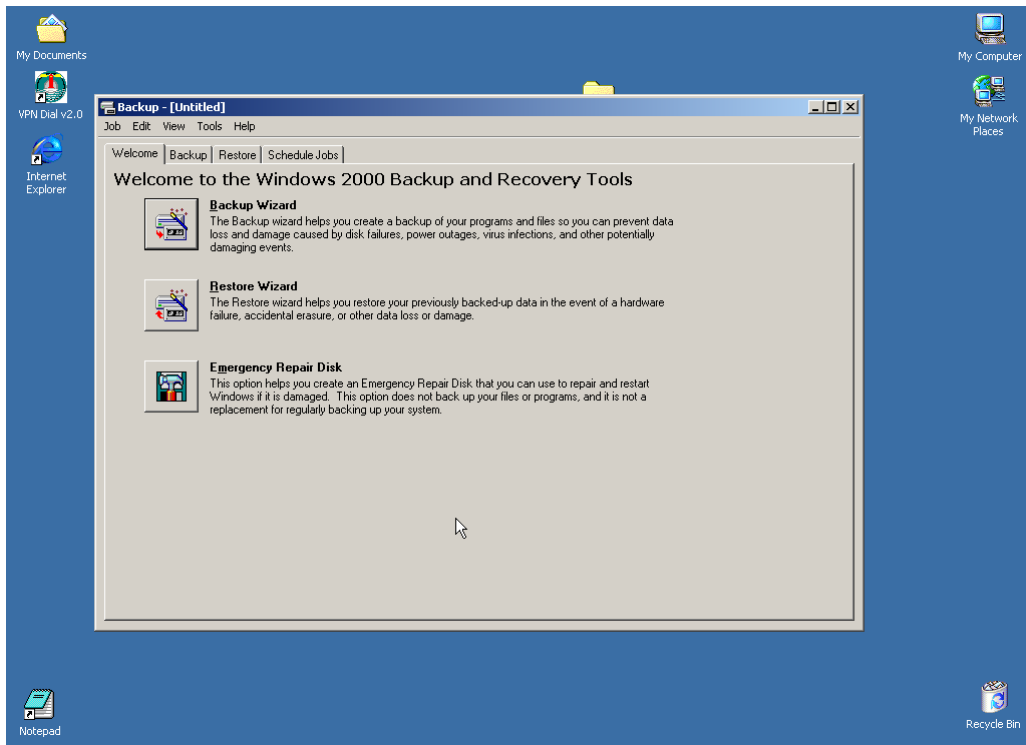 My Documents
VPN Dial v2.0
Internet
Explorer
My Computer
My Network
Places
Backup - [Untitled]
Job Edit View Tools Help
Welcome Backup Restore Schedule Jobs
Welcome to the Windows 2000 Backup and Recovery Tools
Backup Wizard
The Backup wizard helps you create a backup of your programs and files so you can prevent data
loss and damage caused by disk failures, power outages, virus infections, and other potentially
damaging events.
Restore Wizard
The Restore wizard helps you restore your previously backed-up data in the event of a hardware
failure, accidental erasure, or other data loss or damage.
Emergency Repair Disk
This option helps you create an Emergency Repair Disk that you can use to repair and restart
Windows if it is damaged.  This option does not back up your files or programs, and it is not a
replacement for regularly backing up your system.
Notepad
Recycle Bin